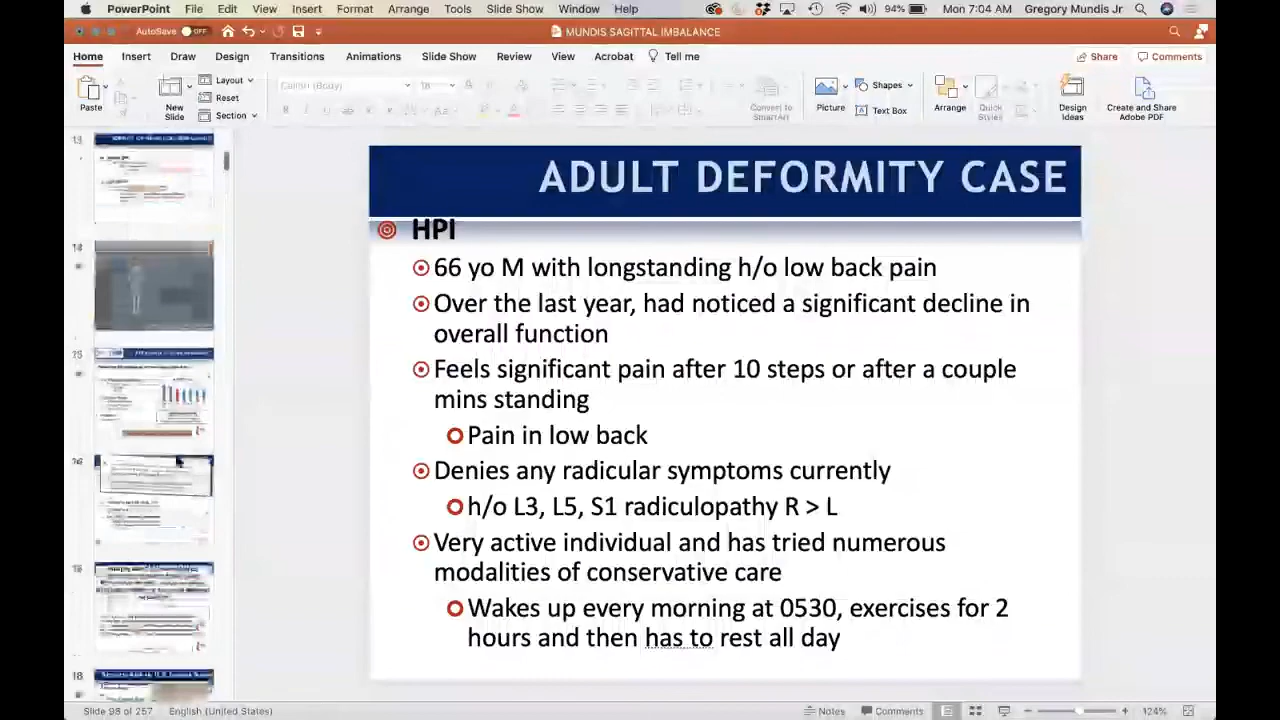 PowerPoint File Edit View Insert Format Arrange Tools Slide Show Window Help 94% Mon 7:04 AM Gregory Mundis Jr
AutoSave OFF MUNDIS SAGITTAL IMBALANCE
Home Insert Draw Design Transitions Animations Slide Show Review View Acrobat Tell me Share Comments
Paste
New Slide
Layout
Reset
Section
Calibri (Body) 18
Convert to SmartArt
Picture
Shapes
Text Box
Arrange
Quick Styles
Design Ideas
Create and Share Adobe PDF
13
14
15
18
ADULT DEFORMITY CASE
HPI
66 yo M with longstanding h/o low back pain
Over the last year, had noticed a significant decline in
overall function
Feels significant pain after 10 steps or after a couple
mins standing
Pain in low back
Denies any radicular symptoms currently
h/o L3, L5, S1 radiculopathy R > L
Very active individual and has tried numerous
modalities of conservative care
Wakes up every morning at 0530, exercises for 2
hours and then has to rest all day
Slide 98 of 257 English (United States) Notes Comments 124%